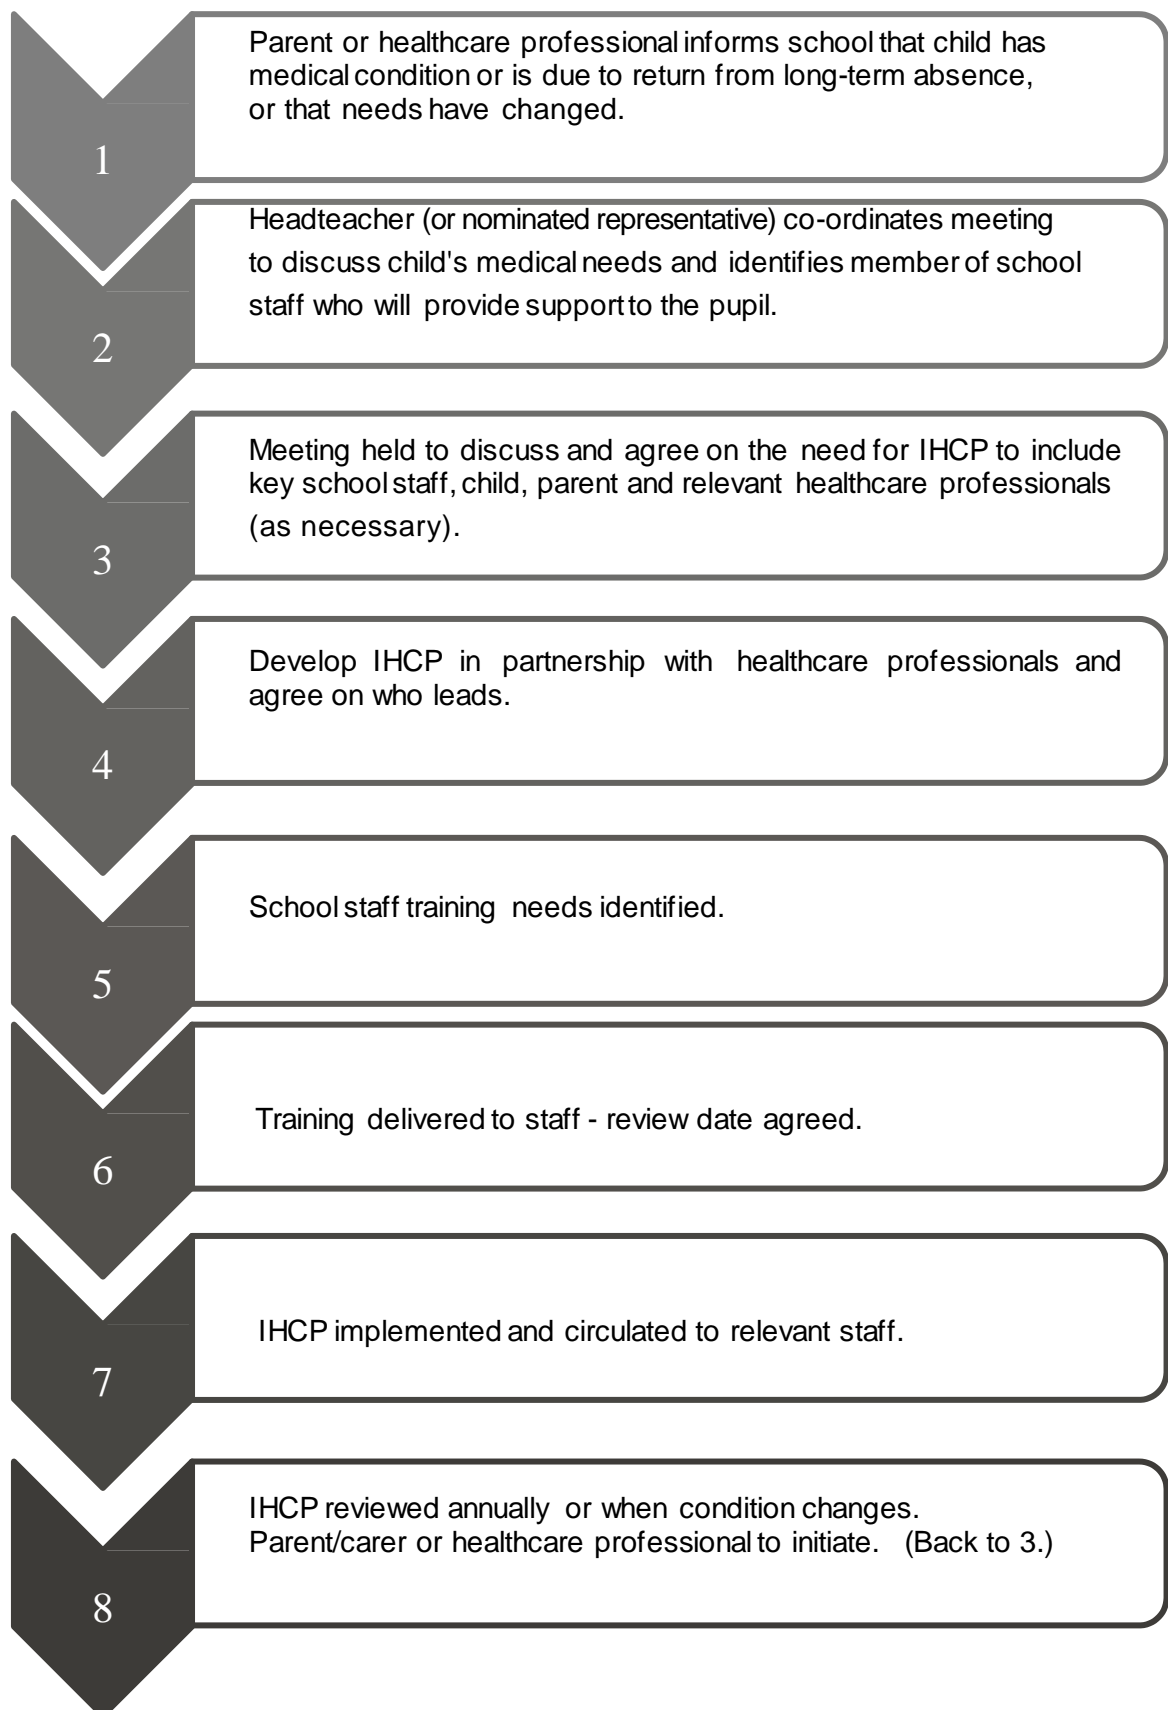 Parent or healthcare professional informs school that child has
medical condition or is due to return from long-term absence,
or that needs have changed.
1
Headteacher (or nominated representative) co-ordinates meeting
to discuss child's medical needs and identifies member of school
staff who will provide support to the pupil.
2
Meeting held to discuss and agree on the need for IHCP to include
key school staff, child, parent and relevant healthcare professionals
(as necessary).
3
Develop IHCP in partnership with healthcare professionals and
agree on who leads.
4
School staff training needs identified.
5
Training delivered to staff - review date agreed.
6
IHCP implemented and circulated to relevant staff.
7
IHCP reviewed annually or when condition changes.
Parent/carer or healthcare professional to initiate. (Back to 3.)
8